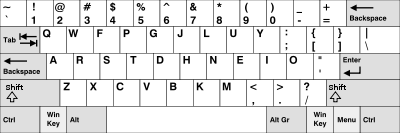 ~ ! @ # $ % ^ & * ( ) _ +
` 1 2 3 4 5 6 7 8 9 0 - = Backspace
Tab Q W F P G J L U Y : { } |
; [ ] \
Backspace A R S T D H N E I O " Enter
'
Shift Z X C V B K M < > ? Shift
, . /
Ctrl Win Key Alt Alt Gr Win Key Menu Ctrl